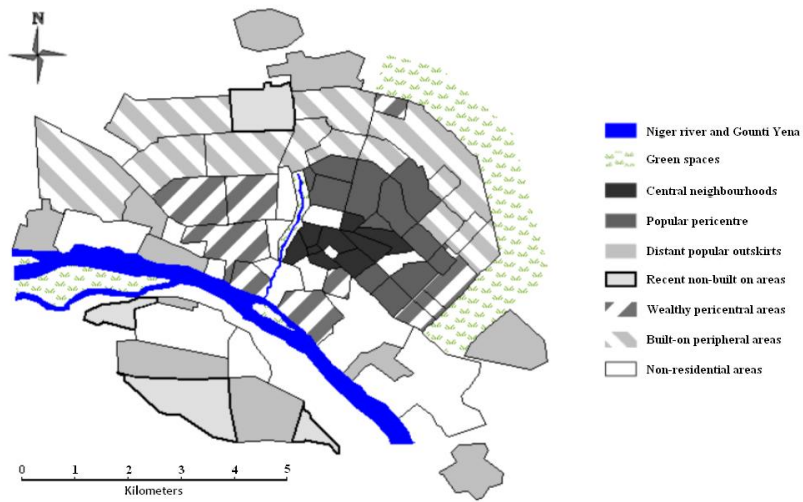 N
Niger river and Gounti Yena
Green spaces
Central neighbourhoods
Popular pericentre
Distant popular outskirts
Recent non-built on areas
Wealthy pericentral areas
Built-on peripheral areas
Non-residential areas
0 1 2 3 4 5
Kilometers